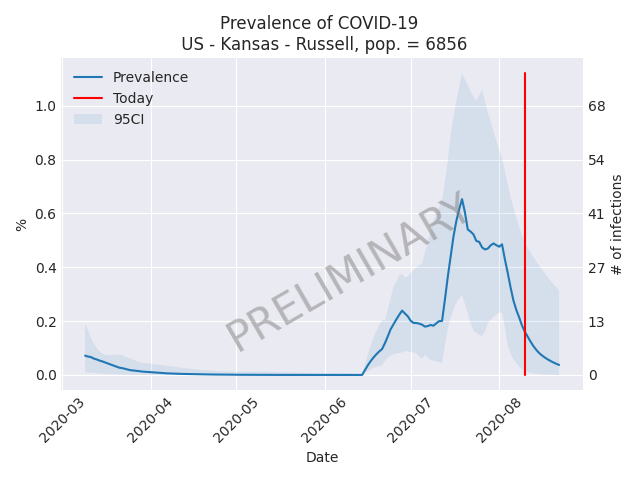 Prevalence of COVID-19
US - Kansas - Russell, pop. = 6856
Prevalence
Today
95CI
PRELIMINARY
%
1.0
0.8
0.6
0.4
0.2
0.0
68
54
41
27
13
0
# of infections
2020-03
2020-04
2020-05
2020-06
2020-07
2020-08
Date